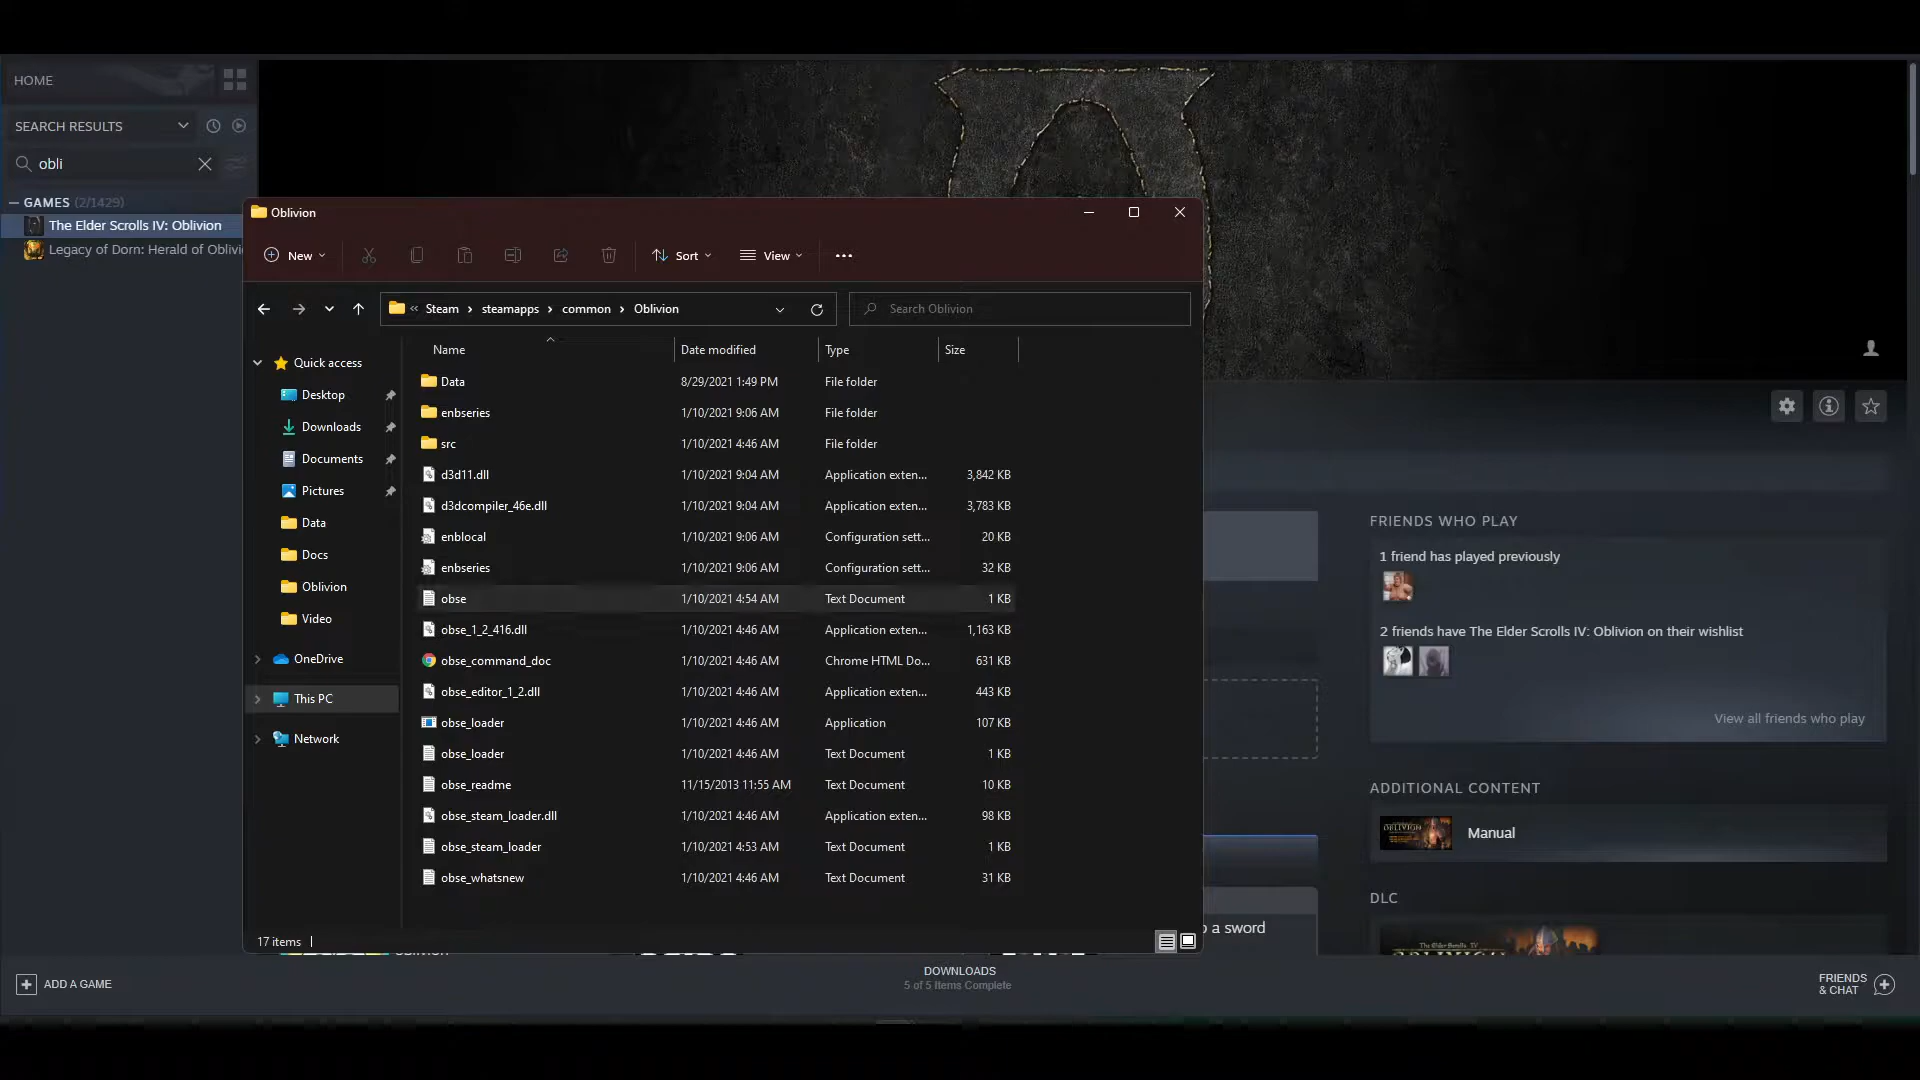 HOME
SEARCH RESULTS
obli
GAMES (2/1429)
The Elder Scrolls IV: Oblivion
Legacy of Dorn: Herald of Oblivi
Oblivion
New
Sort
View
Steam > steamapps > common > Oblivion
Search Oblivion
Quick access
Desktop
Downloads
Documents
Pictures
Data
Docs
Oblivion
Video
OneDrive
This PC
Network
Name Date modified Type Size
Data 8/29/2021 1:49 PM File folder
enbseries 1/10/2021 9:06 AM File folder
src 1/10/2021 4:46 AM File folder
d3d11.dll 1/10/2021 9:04 AM Application exten... 3,842 KB
d3dcompiler_46e.dll 1/10/2021 9:04 AM Application exten... 3,783 KB
enblocal 1/10/2021 9:06 AM Configuration sett... 20 KB
enbseries 1/10/2021 9:06 AM Configuration sett... 32 KB
obse 1/10/2021 4:54 AM Text Document 1 KB
obse_1_2_416.dll 1/10/2021 4:46 AM Application exten... 1,163 KB
obse_command_doc 1/10/2021 4:46 AM Chrome HTML Do... 631 KB
obse_editor_1_2.dll 1/10/2021 4:46 AM Application exten... 443 KB
obse_loader 1/10/2021 4:46 AM Application 107 KB
obse_loader 1/10/2021 4:46 AM Text Document 1 KB
obse_readme 11/15/2013 11:55 AM Text Document 10 KB
obse_steam_loader.dll 1/10/2021 4:46 AM Application exten... 98 KB
obse_steam_loader 1/10/2021 4:53 AM Text Document 1 KB
obse_whatsnew 1/10/2021 4:46 AM Text Document 31 KB
17 items
FRIENDS WHO PLAY
1 friend has played previously
2 friends have The Elder Scrolls IV: Oblivion on their wishlist
View all friends who play
ADDITIONAL CONTENT
OBLIVION
Manual
DLC
The Elder Scrolls IV
OBLIVION
a sword
ADD A GAME
DOWNLOADS
5 of 5 Items Complete
FRIENDS
& CHAT